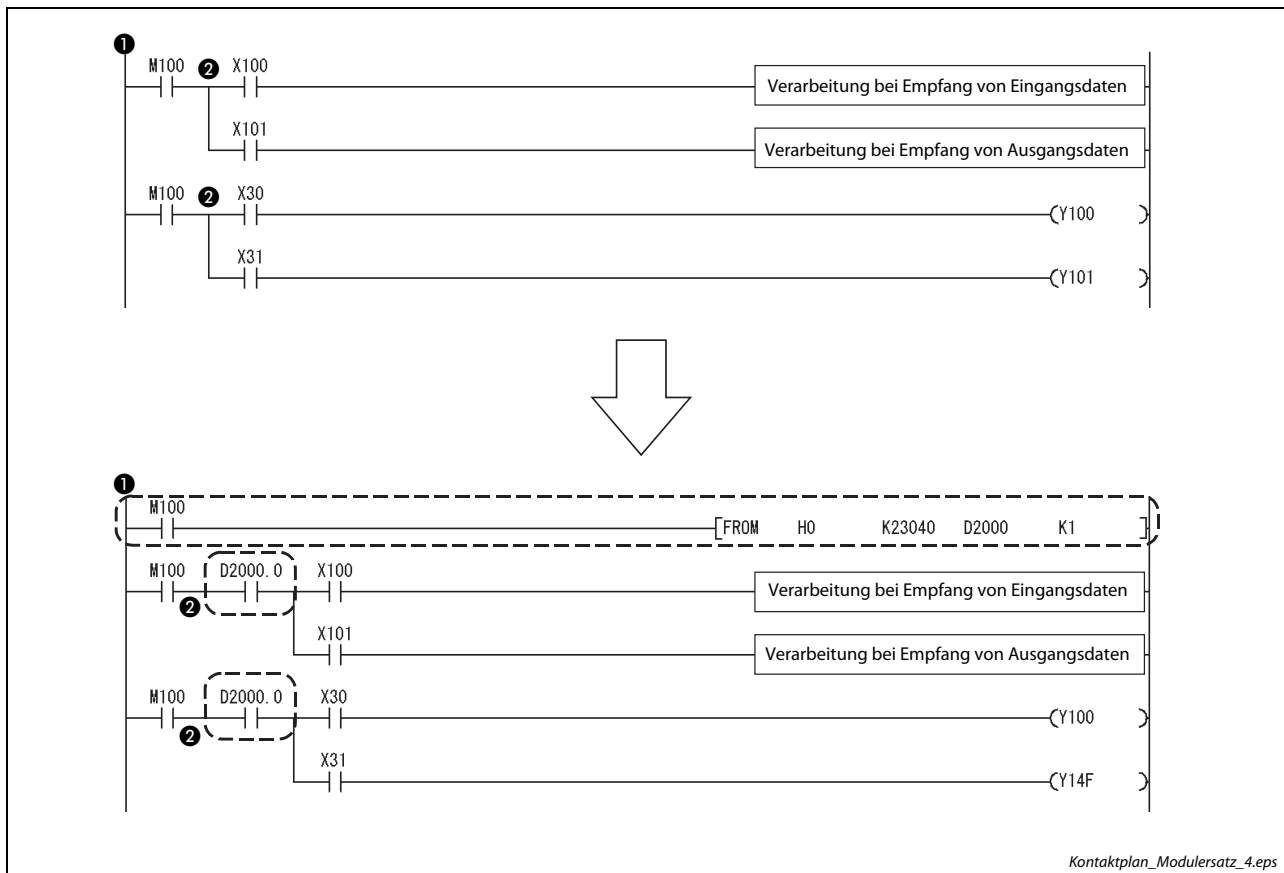 ❶
M100 ❷ X100
Verarbeitung bei Empfang von Eingangsdaten
X101
Verarbeitung bei Empfang von Ausgangsdaten
M100 ❷ X30
(Y100 )
X31
(Y101 )
❶
M100
[FROM H0 K23040 D2000 K1 ]
M100 D2000.0 X100
❷
Verarbeitung bei Empfang von Eingangsdaten
X101
Verarbeitung bei Empfang von Ausgangsdaten
M100 D2000.0 X30
❷
(Y100 )
X31
(Y14F )
Kontaktplan_Modulersatz_4.eps